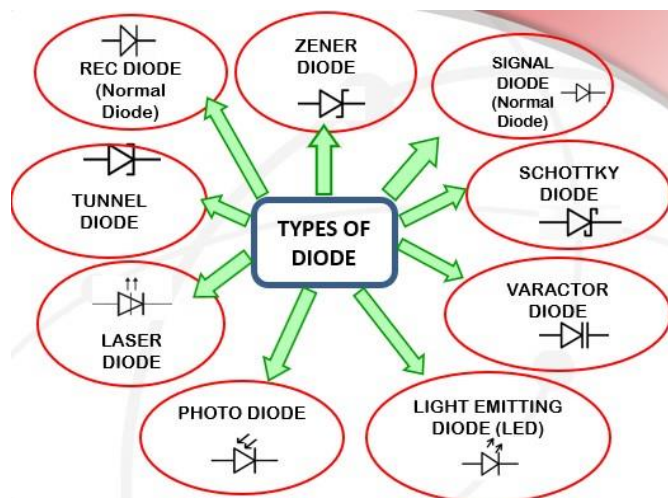 REC DIODE
(Normal
Diode)
ZENER
DIODE
SIGNAL
DIODE
(Normal
Diode)
TUNNEL
DIODE
TYPES OF
DIODE
SCHOTTKY
DIODE
LASER
DIODE
VARACTOR
DIODE
PHOTO DIODE
LIGHT EMITTING
DIODE (LED)